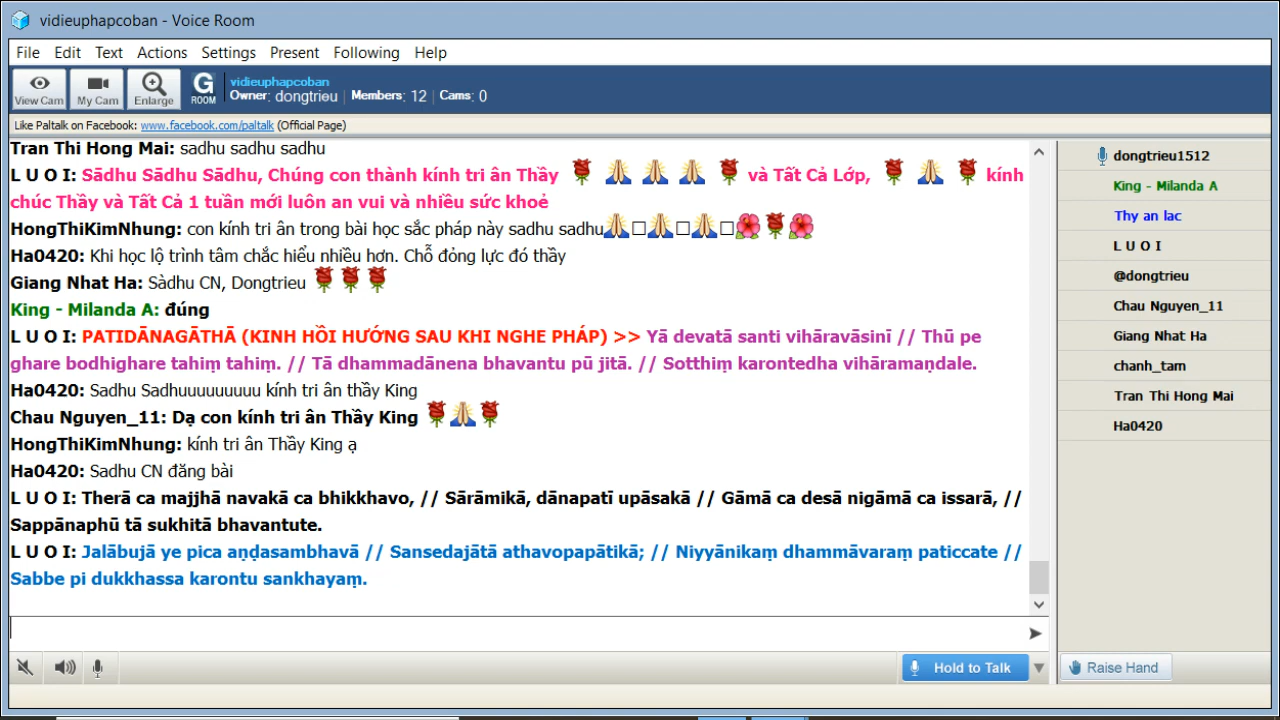 vidieuphapcoban - Voice Room
File Edit Text Actions Settings Present Following Help
View Cam My Cam Enlarge G ROOM
vidieuphapcoban
Owner: dongtrieu Members: 12 Cams: 0
Like Paltalk on Facebook: www.facebook.com/paltalk (Official Page)
Tran Thi Hong Mai: sadhu sadhu sadhu
L U O I: Sādhu Sādhu Sādhu, Chúng con thành kính tri ân Thầy 🌹 🙏 🙏 🙏 🌹 và Tất Cả Lớp, 🌹 🙏 🌹 kính
chúc Thầy và Tất Cả 1 tuần mới luôn an vui và nhiều sức khoẻ
HongThiKimNhung: con kính tri ân trong bài học sắc pháp này sadhu sadhu🙏□🙏□🙏□🌺🌹🌺
Ha0420: Khi học lộ trình tâm chắc hiểu nhiều hơn. Chỗ đỏng lực đó thầy
Giang Nhat Ha: Sàdhu CN, Dongtrieu 🌹🌹🌹
King - Milanda A: đúng
L U O I: PATIDĀNAGĀTHĀ (KINH HỒI HƯỚNG SAU KHI NGHE PHÁP) >> Yā devatā santi vihāravāsinī // Thū pe
ghare bodhighare tahiṃ tahiṃ. // Tā dhammadānena bhavantu pū jitā. // Sotthiṃ karontedha vihāramaṇdale.
Ha0420: Sadhu Sadhuuuuuuuuu kính tri ân thầy King
Chau Nguyen_11: Dạ con kính tri ân Thầy King 🌹🙏🌹
HongThiKimNhung: kính tri ân Thầy King ạ
Ha0420: Sadhu CN đăng bài
L U O I: Therā ca majjhā navakā ca bhikkhavo, // Sārāmikā, dānapatī upāsakā // Gāmā ca desā nigāmā ca issarā, //
Sappānaphū tā sukhitā bhavantute.
L U O I: Jalābujā ye pica aṇḍasambhavā // Sansedajātā athavopapātikā; // Niyyānikaṃ dhammāvaraṃ paticcate //
Sabbe pi dukkhassa karontu sankhayaṃ.
dongtrieu1512
King - Milanda A
Thy an lac
L U O I
@dongtrieu
Chau Nguyen_11
Giang Nhat Ha
chanh_tam
Tran Thi Hong Mai
Ha0420
Hold to Talk
Raise Hand